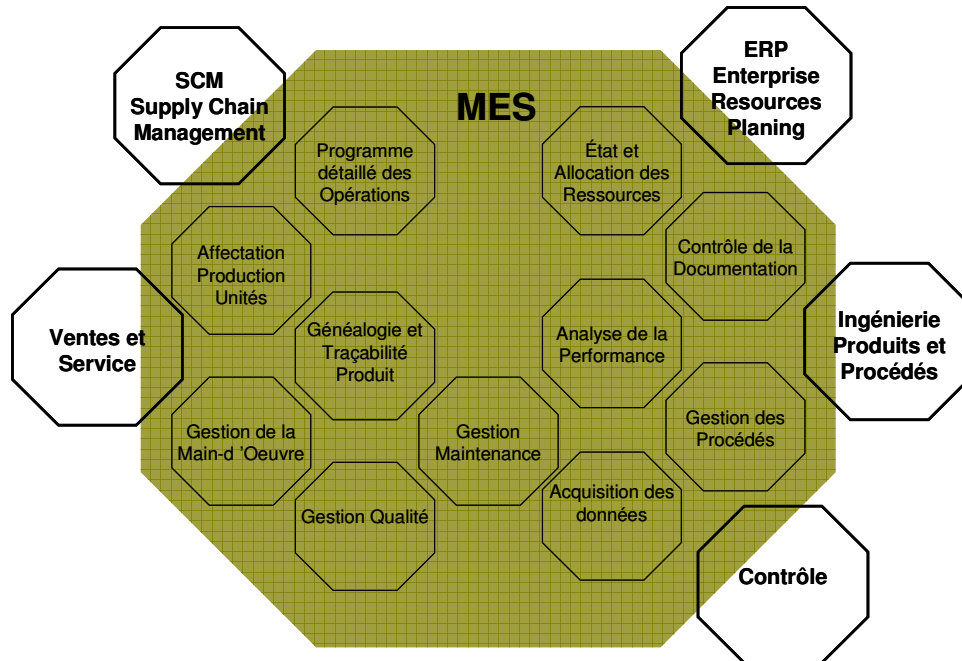 SCM
Supply Chain
Management
ERP
Enterprise
Resources
Planing
MES
Programme
détaillé des
Opérations
État et
Allocation des
Ressources
Affectation
Production
Unités
Contrôle de la
Documentation
Ventes et
Service
Généalogie et
Traçabilité
Produit
Analyse de la
Performance
Ingénierie
Produits et
Procédés
Gestion de la
Main-d 'Oeuvre
Gestion
Maintenance
Gestion des
Procédés
Gestion Qualité
Acquisition des
données
Contrôle